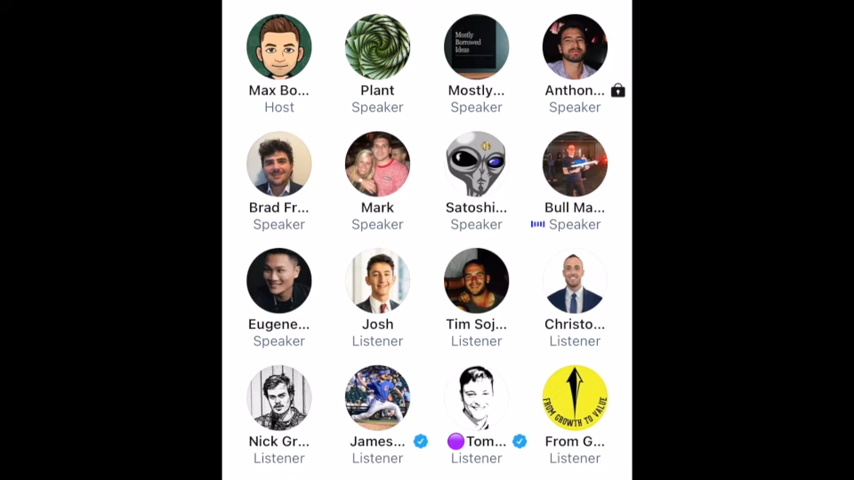 Mostly
Borrowed
Ideas
Max Bo... Plant Mostly... Anthon...
Host Speaker Speaker Speaker
Brad Fr... Mark Satoshi... Bull Ma...
Speaker Speaker Speaker Speaker
Eugene... Josh Tim Soj... Christo...
Speaker Listener Listener Listener
FROM GROWTH TO VALUE
Nick Gr... James... Tom... From G...
Listener Listener Listener Listener